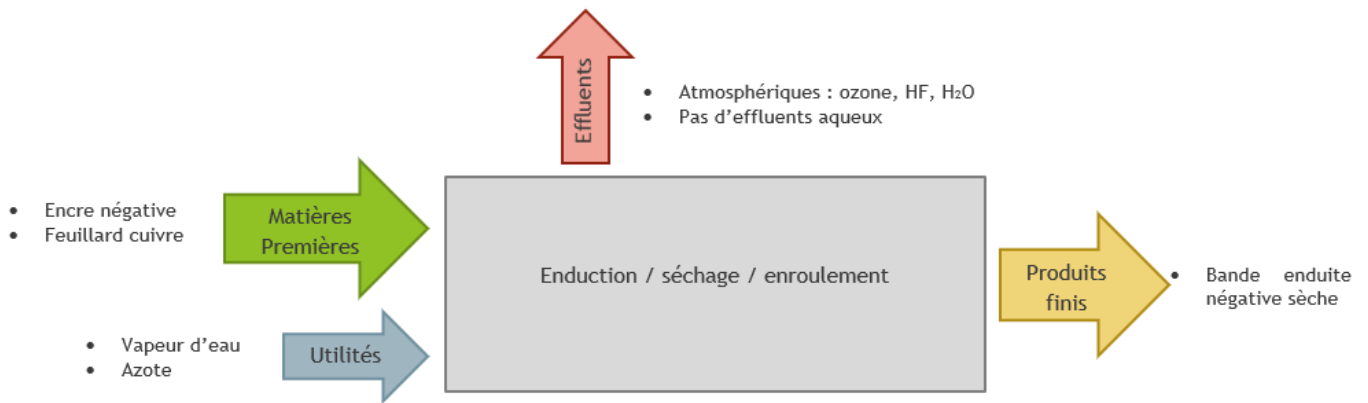 Effluents
• Atmosphériques : ozone, HF, H₂O
• Pas d'effluents aqueux
• Encre négative
• Feuillard cuivre
Matières
Premières
Enduction / séchage / enroulement
Produits
finis
• Bande enduite
négative sèche
• Vapeur d'eau
• Azote
Utilités